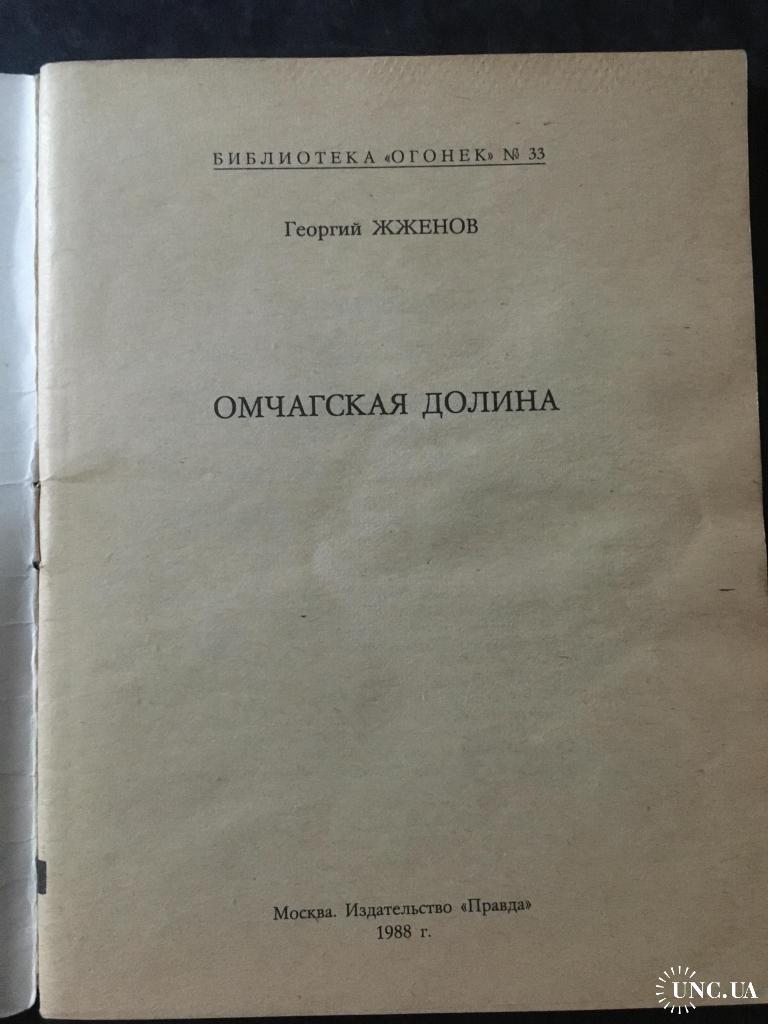 БИБЛИОТЕКА «ОГОНЕК» № 33
Георгий ЖЖЕНОВ
ОМЧАГСКАЯ ДОЛИНА
Москва. Издательство «Правда»
1988 г.
UNC.UA